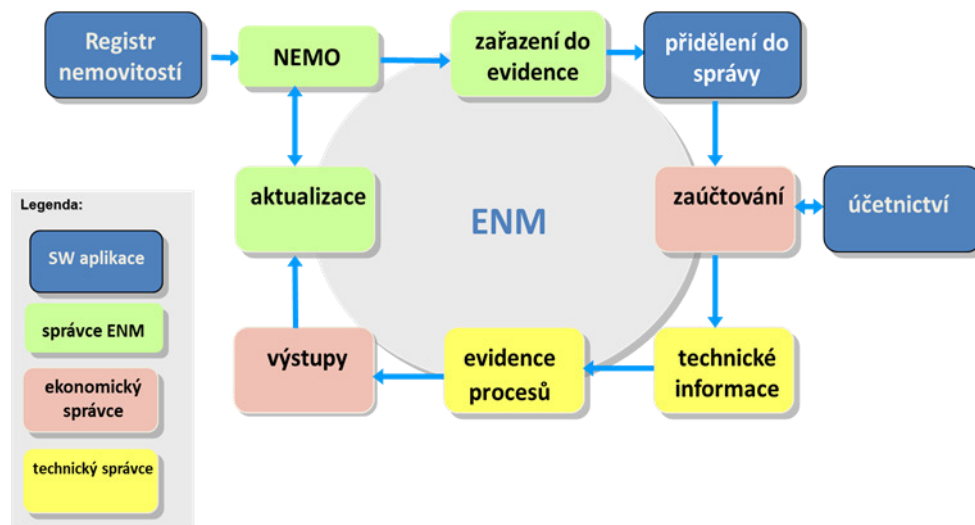 Registr
nemovitostí
NEMO
zařazení do
evidence
přidělení do
správy
aktualizace
ENM
zaúčtování
účetnictví
výstupy
evidence
procesů
technické
informace
Legenda:
SW aplikace
správce ENM
ekonomický
správce
technický správce